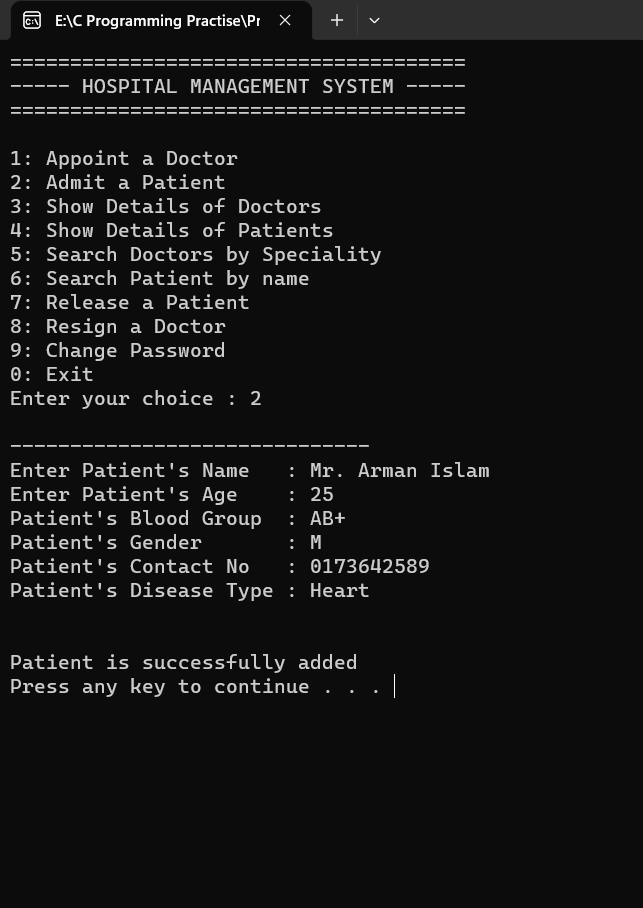 E:\C Programming Practise\Pr
======================================
----- HOSPITAL MANAGEMENT SYSTEM -----
======================================
1: Appoint a Doctor
2: Admit a Patient
3: Show Details of Doctors
4: Show Details of Patients
5: Search Doctors by Speciality
6: Search Patient by name
7: Release a Patient
8: Resign a Doctor
9: Change Password
0: Exit
Enter your choice : 2
------------------------------
Enter Patient's Name   : Mr. Arman Islam
Enter Patient's Age    : 25
Patient's Blood Group  : AB+
Patient's Gender       : M
Patient's Contact No   : 0173642589
Patient's Disease Type : Heart
Patient is successfully added
Press any key to continue . . .